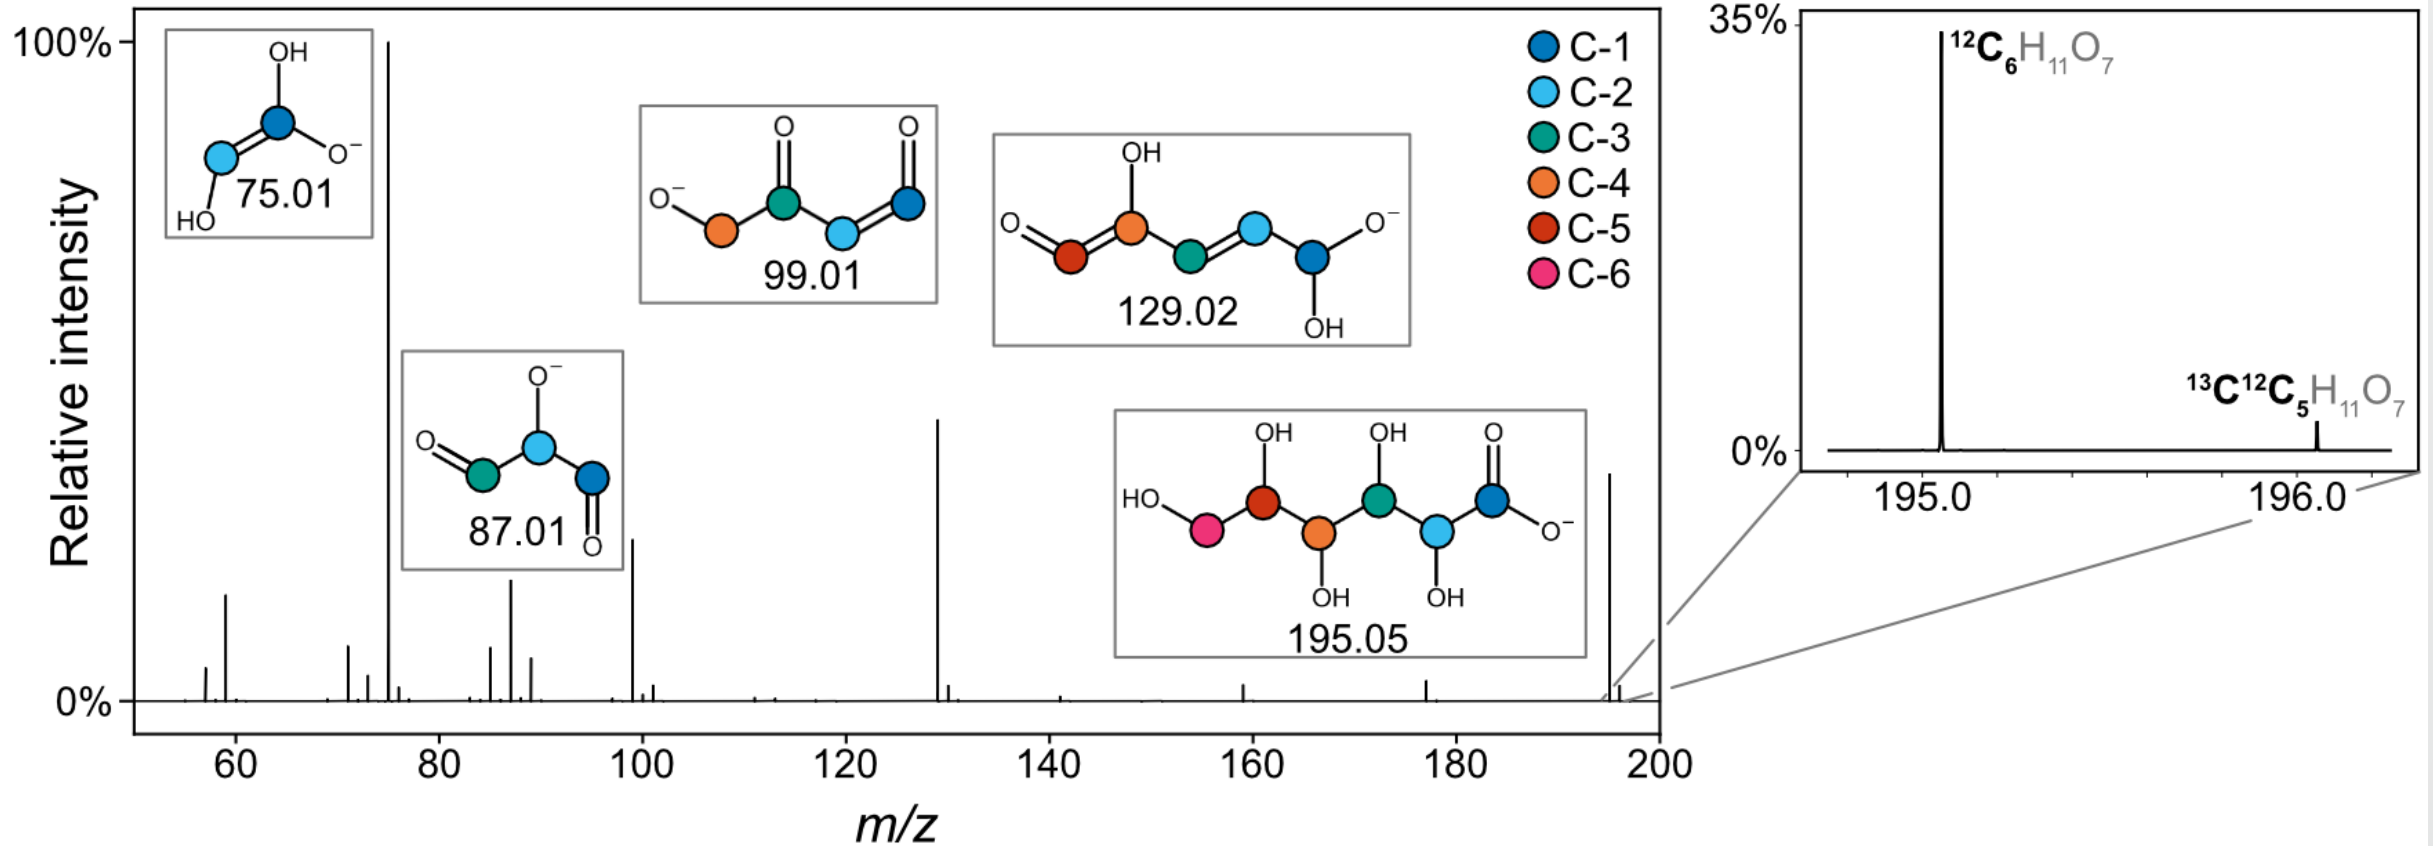 100%
Relative intensity
0%
OH
O⁻
HO
75.01
O⁻
O
O
87.01
O⁻
O
O
99.01
O
OH
O⁻
OH
129.02
HO
OH
OH
O
OH
OH
O⁻
195.05
C-1
C-2
C-3
C-4
C-5
C-6
60 80 100 120 140 160 180 200
m/z
35%
¹²C₆H₁₁O₇
¹³C¹²C₅H₁₁O₇
0%
195.0 196.0